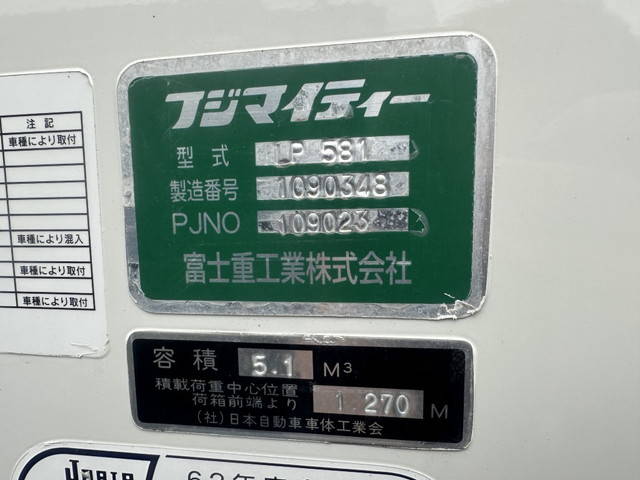 注記
車種により取付
車種により混入
車種により取付
車種により取付
フジマイティー
型式 LP 581
製造番号 1090348
PJNO 109023
富士重工業株式会社
容積 5.1 M³
積載荷重中心位置
荷箱前端より 1.270 M
(社)日本自動車車体工業会
JABIA